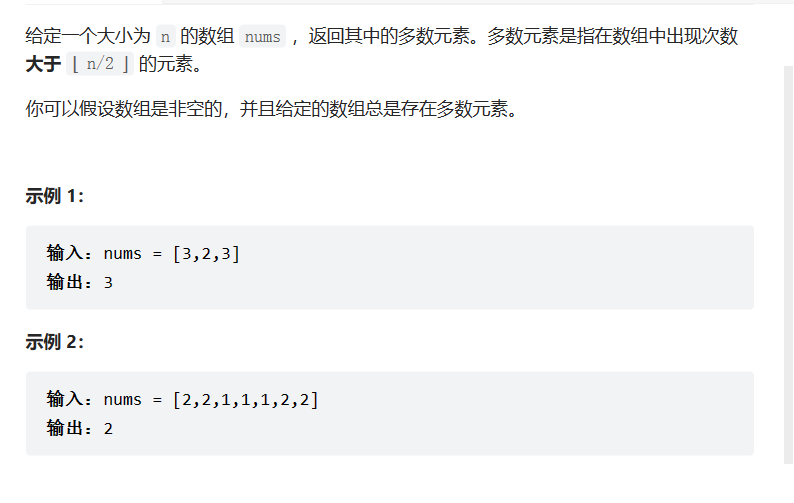 给定一个大小为 n 的数组 nums ，返回其中的多数元素。多数元素是指在数组中出现次数
大于 ⌊ n/2 ⌋ 的元素。
你可以假设数组是非空的，并且给定的数组总是存在多数元素。
示例 1：
输入：nums = [3,2,3]
输出：3
示例 2：
输入：nums = [2,2,1,1,1,2,2]
输出：2